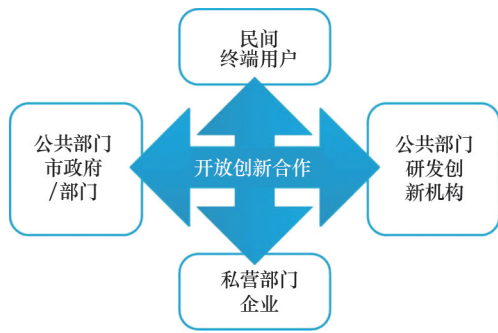 民间
终端用户
公共部门
市政府
/部门
开放创新合作
公共部门
研发创
新机构
私营部门
企业